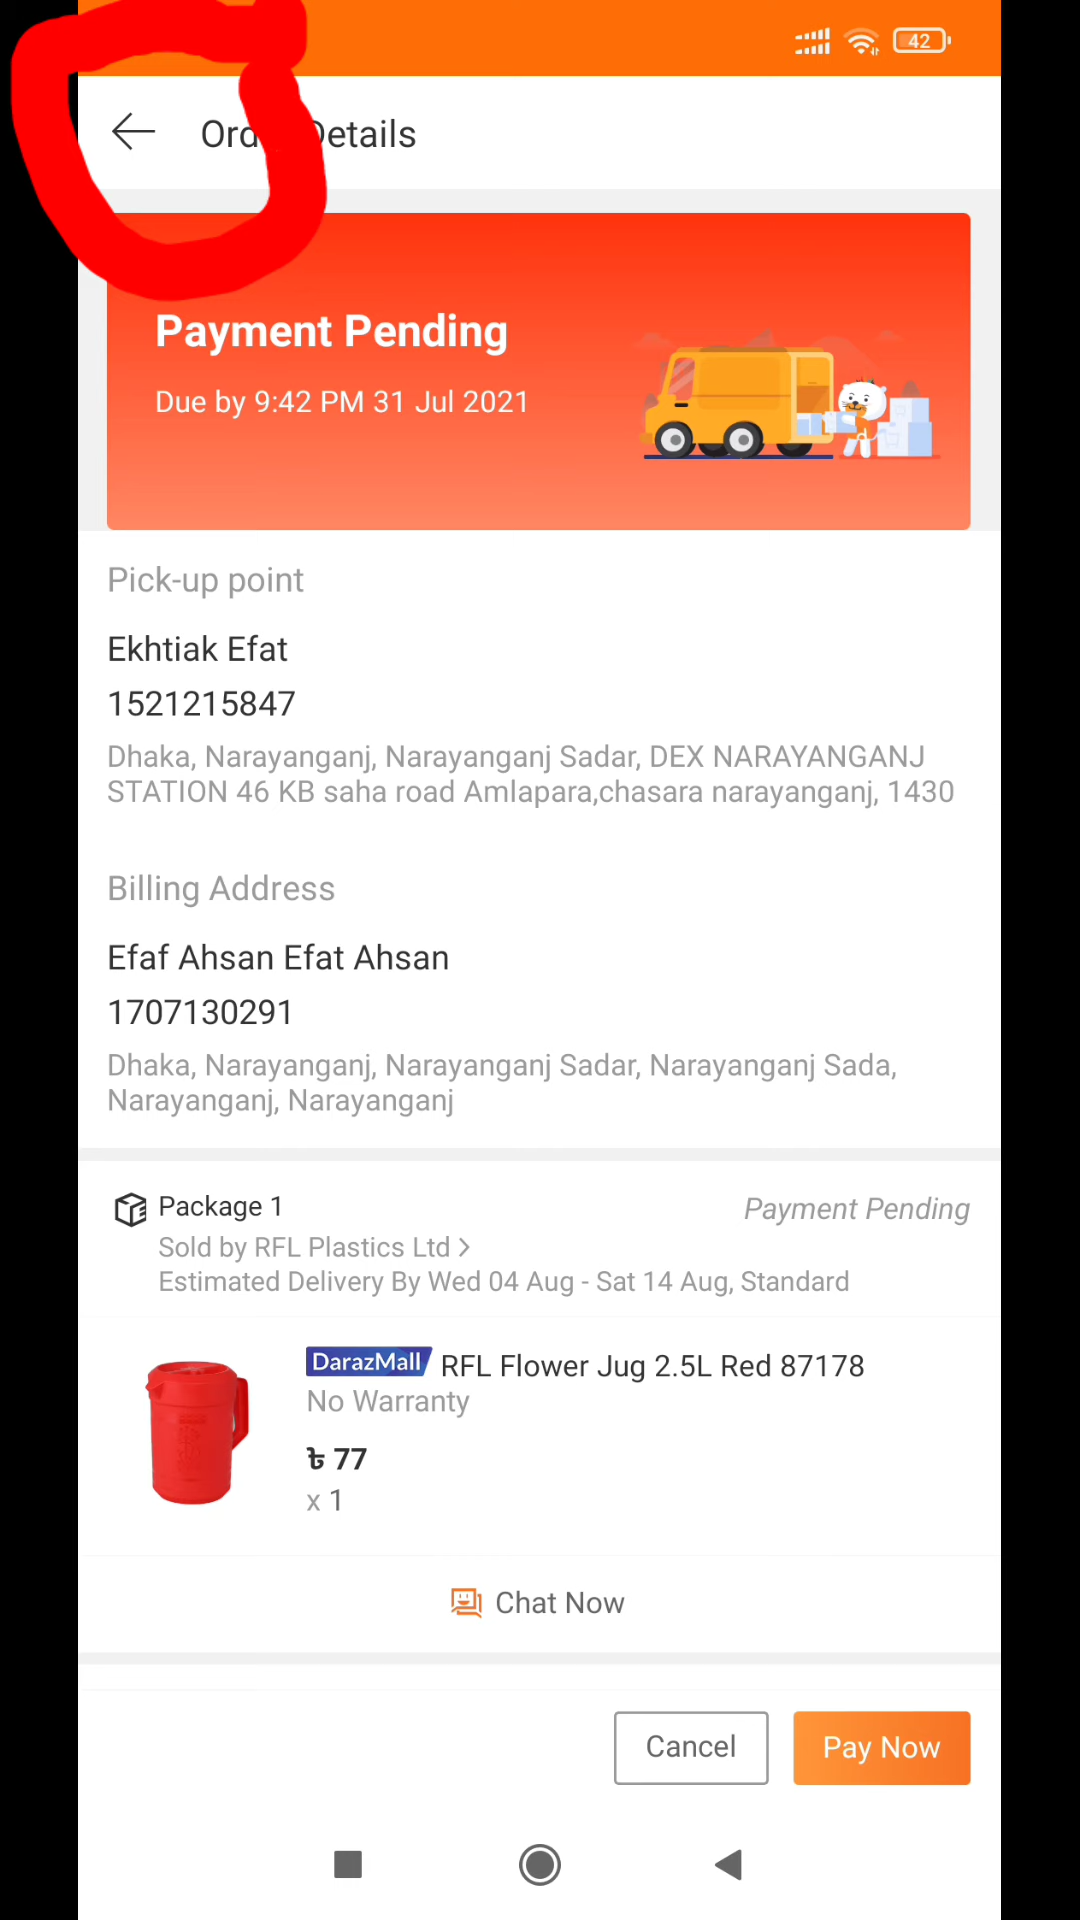 42
Order Details
Payment Pending
Due by 9:42 PM 31 Jul 2021
Pick-up point
Ekhtiak Efat
1521215847
Dhaka, Narayanganj, Narayanganj Sadar, DEX NARAYANGANJ
STATION 46 KB saha road Amlapara,chasara narayanganj, 1430
Billing Address
Efaf Ahsan Efat Ahsan
1707130291
Dhaka, Narayanganj, Narayanganj Sadar, Narayanganj Sada,
Narayanganj, Narayanganj
Package 1
Payment Pending
Sold by RFL Plastics Ltd >
Estimated Delivery By Wed 04 Aug - Sat 14 Aug, Standard
DarazMall RFL Flower Jug 2.5L Red 87178
No Warranty
৳ 77
x 1
Chat Now
Cancel
Pay Now